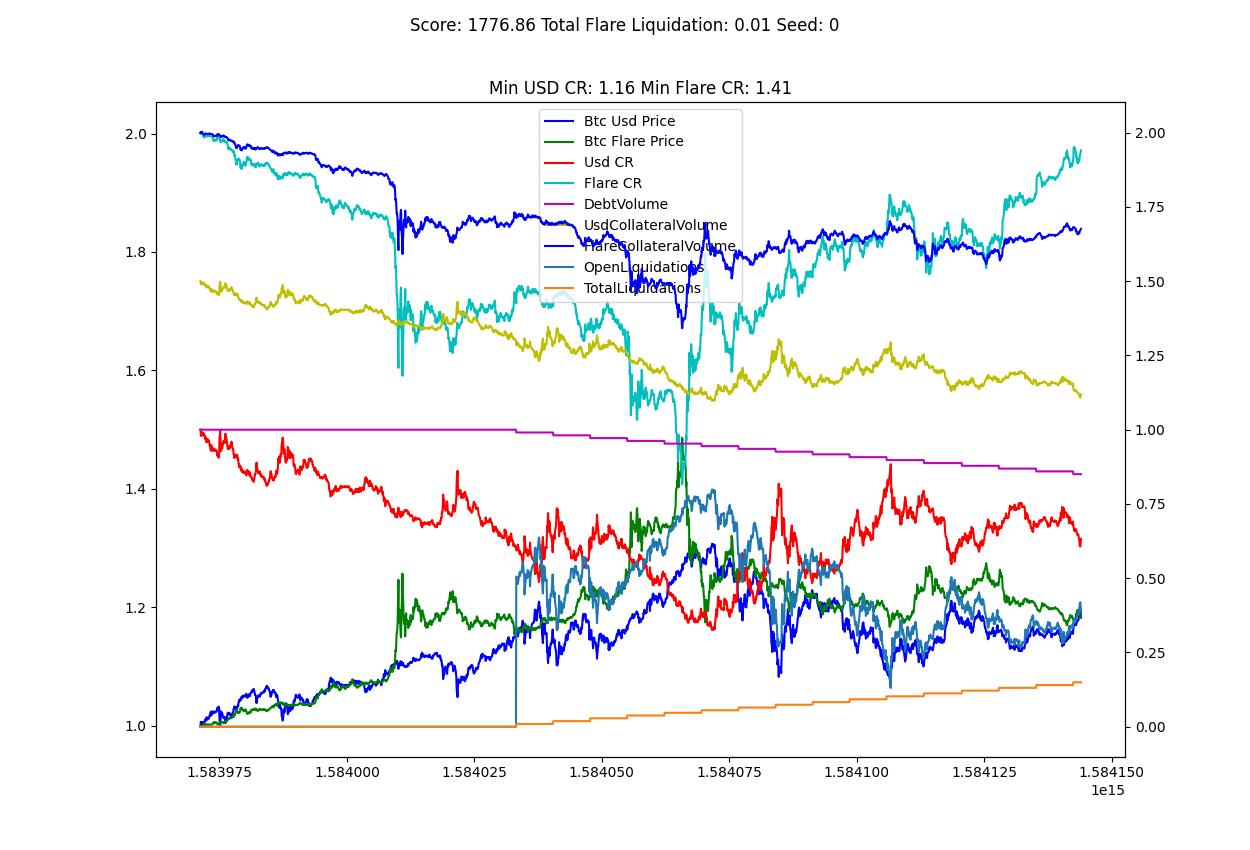 Score: 1776.86 Total Flare Liquidation: 0.01 Seed: 0
Min USD CR: 1.16 Min Flare CR: 1.41
Btc Usd Price
Btc Flare Price
Usd CR
Flare CR
DebtVolume
UsdCollateralVolume
FlareCollateralVolume
OpenLiquidations
TotalLiquidations
2.0
1.8
1.6
1.4
1.2
1.0
2.00
1.75
1.50
1.25
1.00
0.75
0.50
0.25
0.00
1.583975
1.584000
1.584025
1.584050
1.584075
1.584100
1.584125
1.584150
1e15